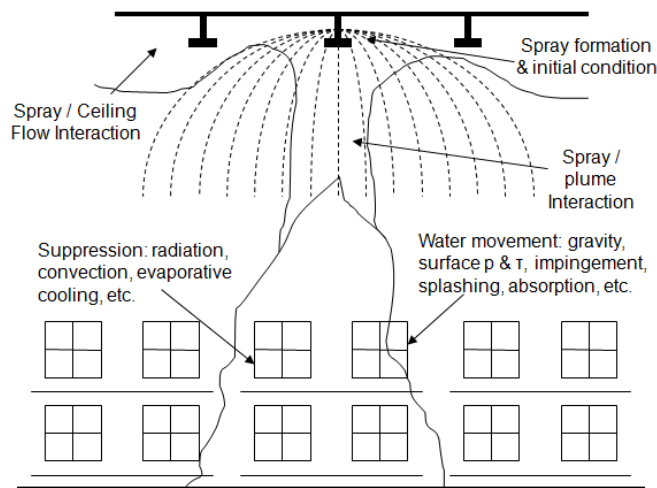 Spray formation
& initial condition
Spray / Ceiling
Flow Interaction
Spray /
plume
Interaction
Suppression: radiation,
convection, evaporative
cooling, etc.
Water movement: gravity,
surface p & τ, impingement,
splashing, absorption, etc.